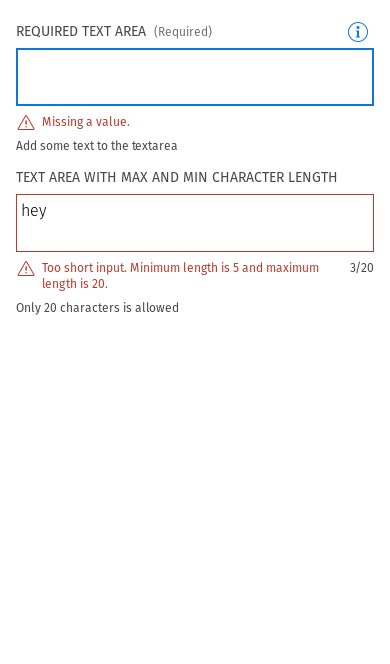 REQUIRED TEXT AREA (Required)
Missing a value.
Add some text to the textarea
TEXT AREA WITH MAX AND MIN CHARACTER LENGTH
hey
Too short input. Minimum length is 5 and maximum 3/20
length is 20.
Only 20 characters is allowed